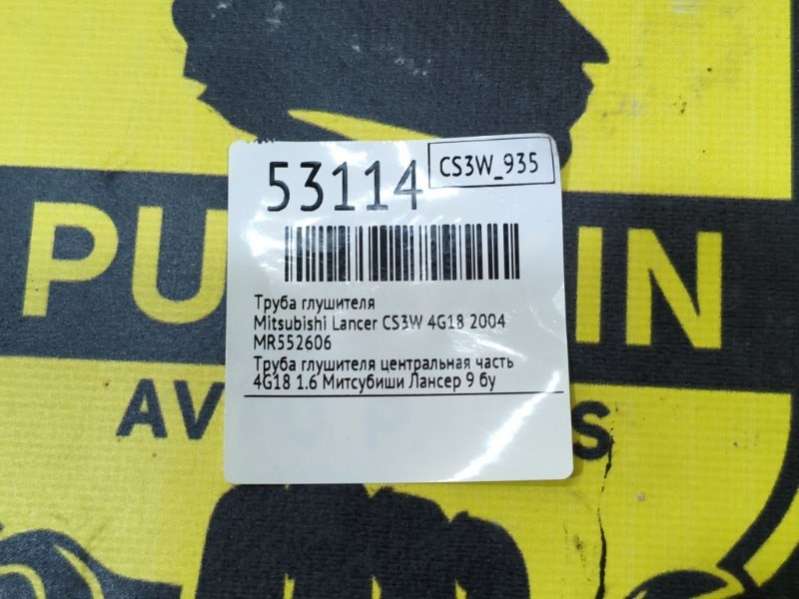 53114
CS3W_935
Труба глушителя
Mitsubishi Lancer CS3W 4G18 2004
MR552606
Труба глушителя центральная часть
4G18 1.6 Митсубиши Лансер 9 бу